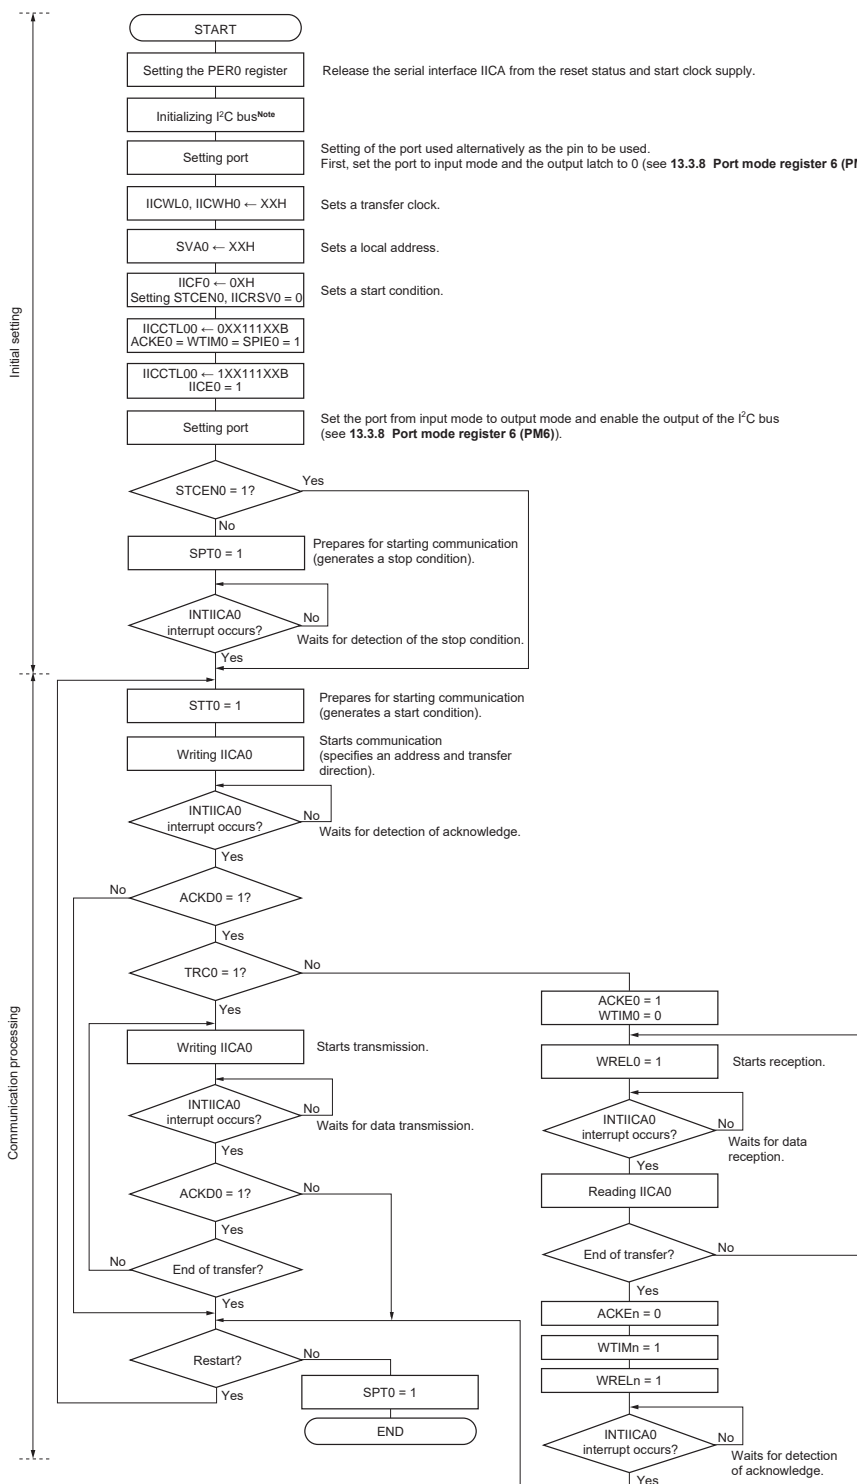 START
Setting the PER0 register
Release the serial interface IICA from the reset status and start clock supply.
Initializing I²C bus^Note
Setting port
Setting of the port used alternatively as the pin to be used.
First, set the port to input mode and the output latch to 0 (see 13.3.8 Port mode register 6 (PM
IICWL0, IICWH0 ← XXH
Sets a transfer clock.
SVA0 ← XXH
Sets a local address.
IICF0 ← 0XH
Setting STCEN0, IICRSV0 = 0
Sets a start condition.
Initial setting
IICCTL00 ← 0XX111XXB
ACKE0 = WTIM0 = SPIE0 = 1
IICCTL00 ← 1XX111XXB
IICE0 = 1
Setting port
Set the port from input mode to output mode and enable the output of the I²C bus
(see 13.3.8 Port mode register 6 (PM6)).
STCEN0 = 1?
Yes
No
SPT0 = 1
Prepares for starting communication
(generates a stop condition).
INTIICA0
interrupt occurs?
No
Waits for detection of the stop condition.
Yes
STT0 = 1
Prepares for starting communication
(generates a start condition).
Writing IICA0
Starts communication
(specifies an address and transfer
direction).
INTIICA0
interrupt occurs?
No
Waits for detection of acknowledge.
Yes
No
ACKD0 = 1?
Yes
TRC0 = 1?
No
Yes
Communication processing
Writing IICA0
Starts transmission.
INTIICA0
interrupt occurs?
No
Waits for data transmission.
Yes
ACKD0 = 1?
No
Yes
No
End of transfer?
Yes
Restart?
No
Yes
SPT0 = 1
END
ACKE0 = 1
WTIM0 = 0
WREL0 = 1
Starts reception.
INTIICA0
interrupt occurs?
No
Waits for data
reception.
Yes
Reading IICA0
End of transfer?
No
Yes
ACKEn = 0
WTIMn = 1
WRELn = 1
INTIICA0
interrupt occurs?
No
Waits for detection
of acknowledge.
Yes